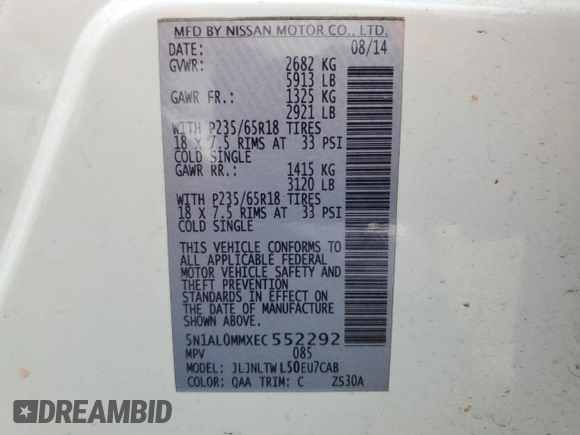 MFD BY NISSAN MOTOR CO., LTD.
DATE: 08/14
GVWR: 2682 KG
5913 LB
GAWR FR.: 1325 KG
2921 LB
WITH P235/65R18 TIRES
18 X 7.5 RIMS AT 33 PSI
COLD SINGLE
GAWR RR.: 1415 KG
3120 LB
WITH P235/65R18 TIRES
18 X 7.5 RIMS AT 33 PSI
COLD SINGLE
THIS VEHICLE CONFORMS TO
ALL APPLICABLE FEDERAL
MOTOR VEHICLE SAFETY AND
THEFT PREVENTION
STANDARDS IN EFFECT ON
THE DATE OF MANUFACTURE
SHOWN ABOVE.
5N1AL0MMXEC552292
MPV 085
MODEL: JLJNLTWL50EU7CAB
COLOR: QAA TRIM: C ZS30A
BIDHISTORY